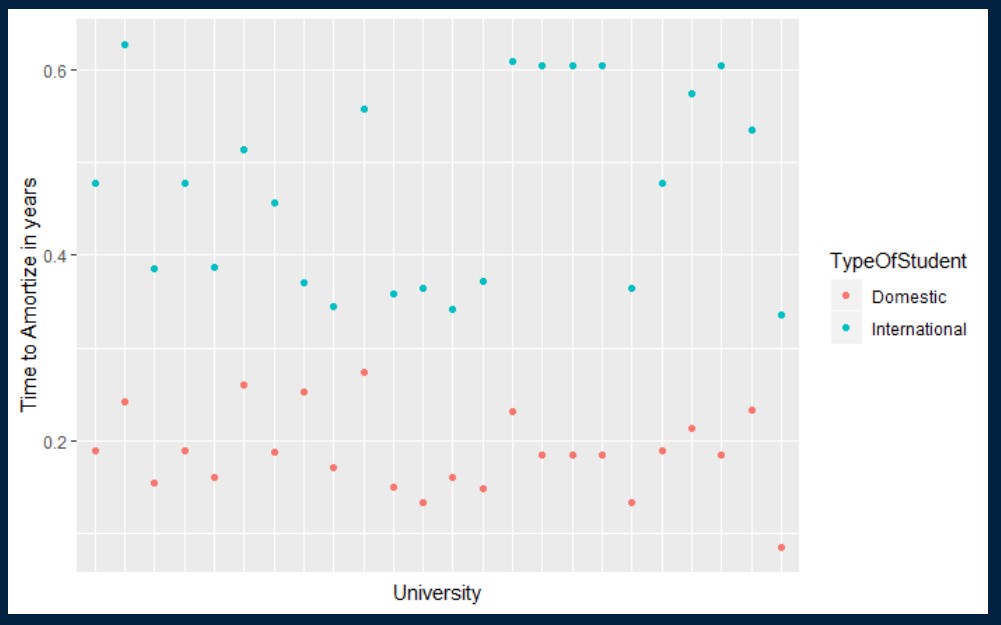 Time to Amortize in years
0.6
0.4
0.2
University
TypeOfStudent
Domestic
International